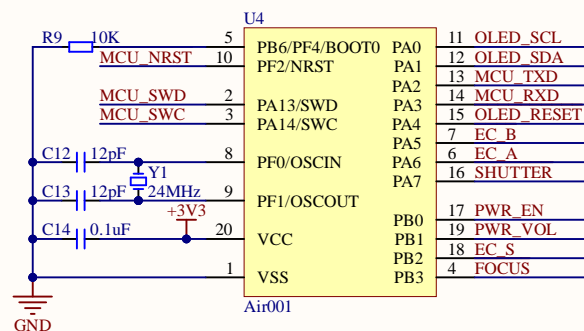 U4
R9 10K 5 PB6/PF4/BOOT0 PA0 11 OLED_SCL
MCU_NRST 10 PF2/NRST PA1 12 OLED_SDA
PA2 13 MCU_TXD
MCU_SWD 2 PA13/SWD PA3 14 MCU_RXD
MCU_SWC 3 PA14/SWC PA4 15 OLED_RESET
PA5 7 EC_B
C12 12pF 8 PF0/OSCIN PA6 6 EC_A
Y1 PA7 16 SHUTTER
C13 12pF 24MHz 9 PF1/OSCOUT
+3V3 PB0 17 PWR_EN
C14 0.1uF 20 VCC PB1 19 PWR_VOL
PB2 18 EC_S
1 VSS PB3 4 FOCUS
Air001
GND